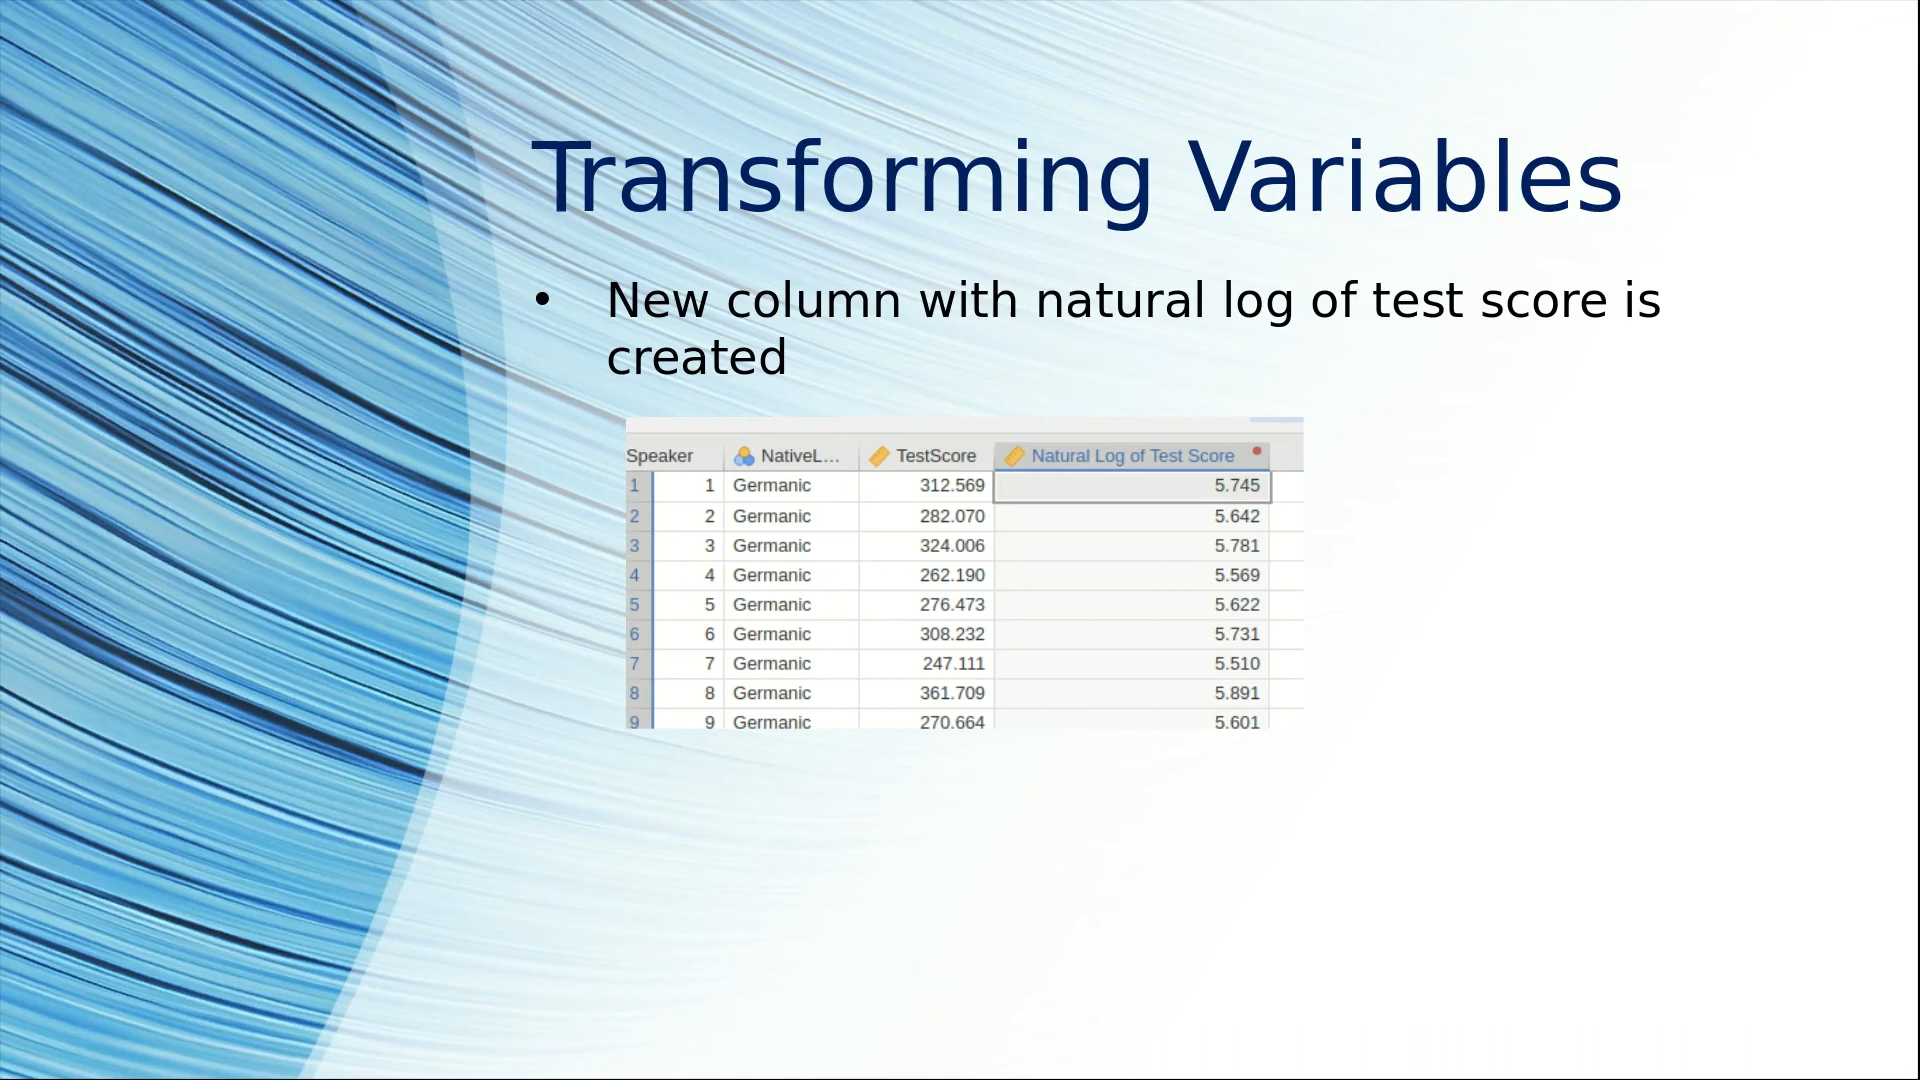 Transforming Variables
• New column with natural log of test score is
created
Speaker NativeL... TestScore Natural Log of Test Score
1 1 Germanic 312.569 5.745
2 2 Germanic 282.070 5.642
3 3 Germanic 324.006 5.781
4 4 Germanic 262.190 5.569
5 5 Germanic 276.473 5.622
6 6 Germanic 308.232 5.731
7 7 Germanic 247.111 5.510
8 8 Germanic 361.709 5.891
9 9 Germanic 270.664 5.601